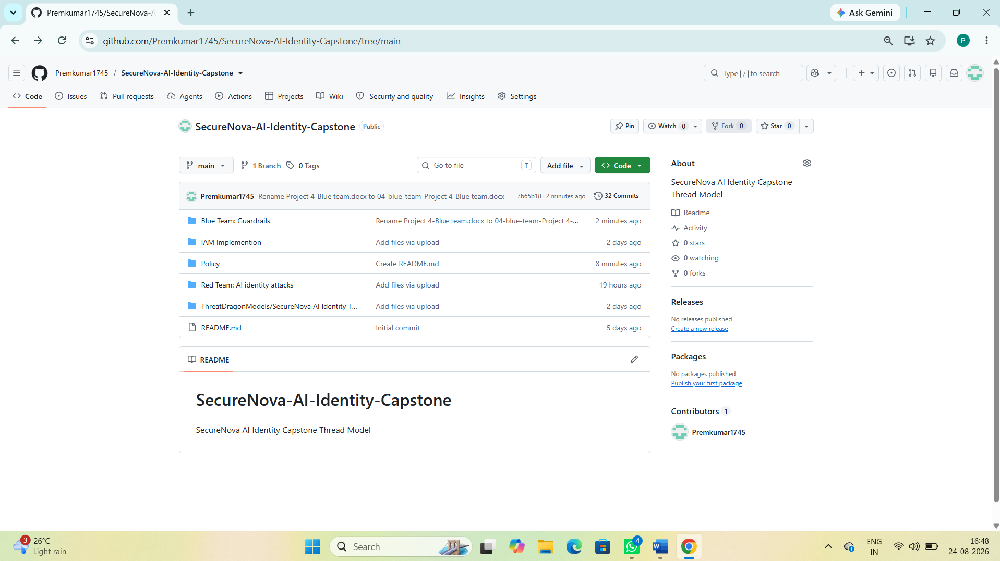 Premkumar1745/SecureNova-A
Ask Gemini
github.com/Premkumar1745/SecureNova-AI-Identity-Capstone/tree/main
P
Premkumar1745 / SecureNova-AI-Identity-Capstone
Type / to search
Code Issues Pull requests Agents Actions Projects Wiki Security and quality Insights Settings
SecureNova-AI-Identity-Capstone Public
Pin Watch 0 Fork 0 Star 0
main 1 Branch 0 Tags Go to file T Add file Code
Premkumar1745 Rename Project 4-Blue team.docx to 04-blue-team-Project 4-Blue team.docx 7b65b18 · 2 minutes ago 32 Commits
Blue Team: Guardrails Rename Project 4-Blue team.docx to 04-blue-team-Project 4-... 2 minutes ago
IAM Implemention Add files via upload 2 days ago
Policy Create README.md 8 minutes ago
Red Team: AI identity attacks Add files via upload 19 hours ago
ThreatDragonModels/SecureNova AI Identity T... Add files via upload 2 days ago
README.md Initial commit 5 days ago
README
SecureNova-AI-Identity-Capstone
SecureNova AI Identity Capstone Thread Model
About
SecureNova AI Identity Capstone
Thread Model
Readme
Activity
0 stars
0 watching
0 forks
Releases
No releases published
Create a new release
Packages
No packages published
Publish your first package
Contributors 1
Premkumar1745
3
26°C
Light rain
Search
4
W
ENG
IN
16:48
24-08-2026